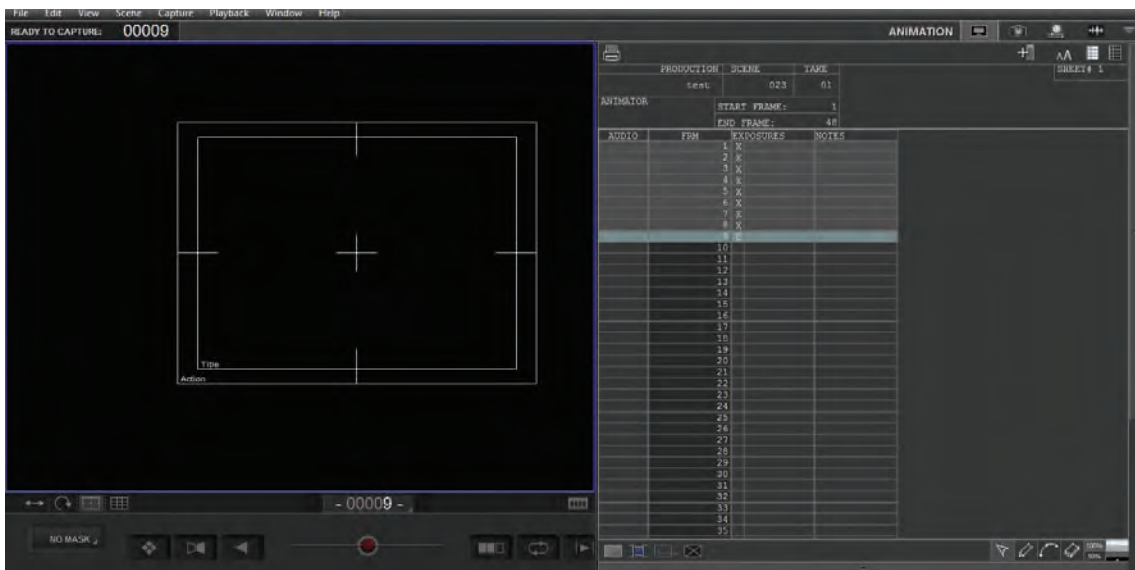 File Edit View Scene Capture Playback Window Help
READY TO CAPTURE: 00009
ANIMATION
AA
SHEET# 1
PRODUCTION SCENE TAKE
test 023 01
ANIMATOR
START FRAME: 1
END FRAME: 48
AUDIO FRM EXPOSURES NOTES
1 X
2 X
3 X
4 X
5 X
6 X
7 X
8 X
9
10
11
12
13
14
15
16
17
18
19
20
21
22
23
24
25
26
27
28
29
30
31
32
33
34
35
Title
Action
- 00009 -
NO MASK
100%
50%